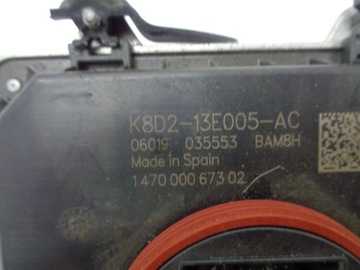 K8D2-13E005-AC
06019 035553 BAM8H
Made in Spain
1 470 000 673 02